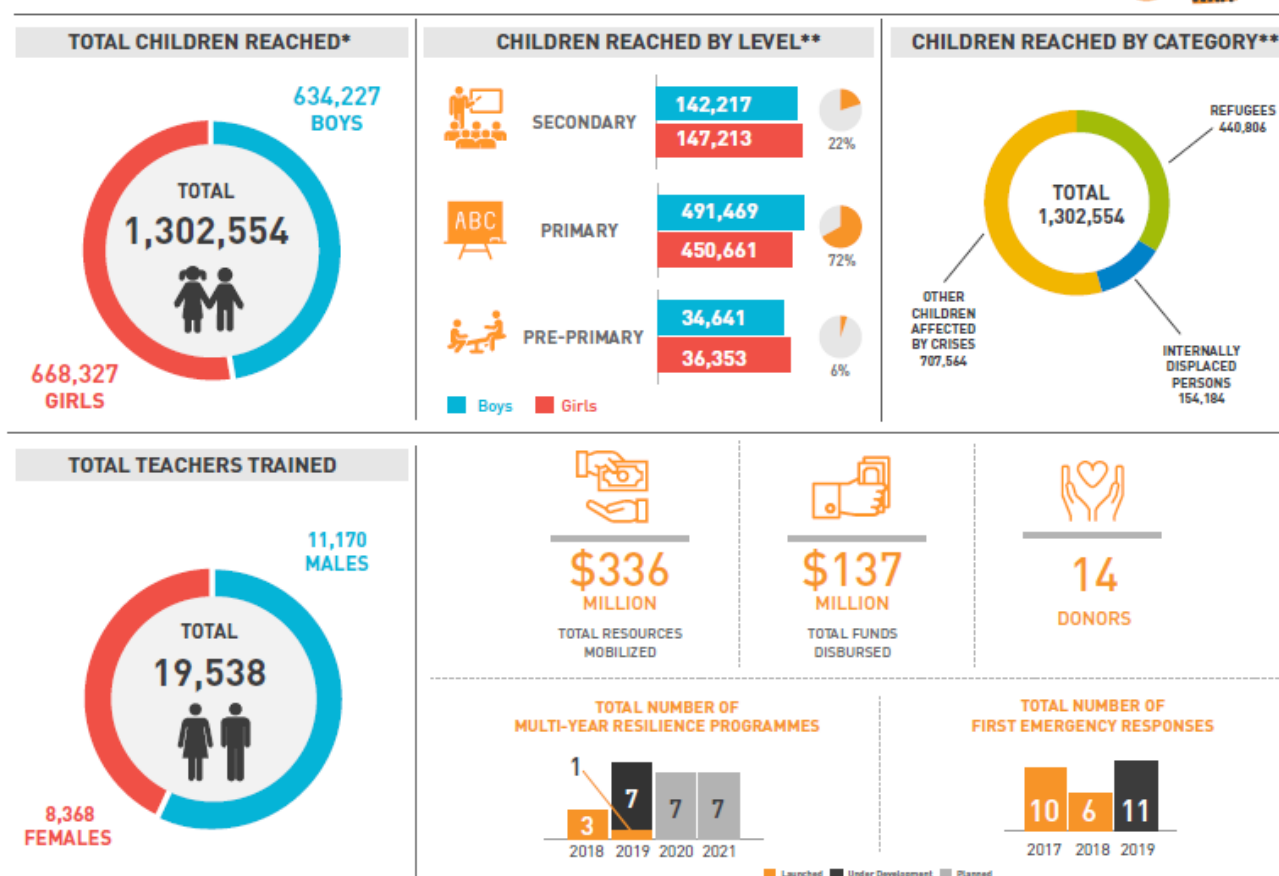 TOTAL CHILDREN REACHED*
634,227
BOYS
TOTAL
1,302,554
668,327
GIRLS
CHILDREN REACHED BY LEVEL**
SECONDARY
142,217
147,213
22%
ABC
PRIMARY
491,469
450,661
72%
PRE-PRIMARY
34,641
36,353
6%
Boys
Girls
CHILDREN REACHED BY CATEGORY**
REFUGEES
440,806
TOTAL
1,302,554
OTHER
CHILDREN
AFFECTED
BY CRISES
707,564
INTERNALLY
DISPLACED
PERSONS
154,184
TOTAL TEACHERS TRAINED
11,170
MALES
TOTAL
19,538
8,368
FEMALES
$336
MILLION
TOTAL RESOURCES
MOBILIZED
$137
MILLION
TOTAL FUNDS
DISBURSED
14
DONORS
TOTAL NUMBER OF
MULTI-YEAR RESILIENCE PROGRAMMES
1
3
7
7
7
2018 2019 2020 2021
TOTAL NUMBER OF
FIRST EMERGENCY RESPONSES
10 6 11
2017 2018 2019
Launched Under Development Planned